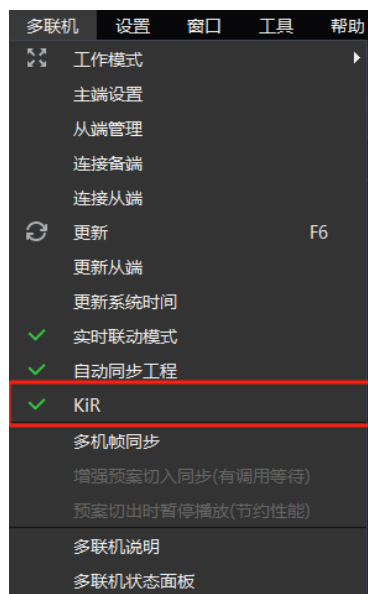 多联机 设置 窗口 工具 帮助
工作模式
主端设置
从端管理
连接备端
连接从端
更新 F6
更新从端
更新系统时间
实时联动模式
自动同步工程
KiR
多机帧同步
增强预案切入同步(有调用等待)
预案切出时暂停播放(节约性能)
多联机说明
多联机状态面板